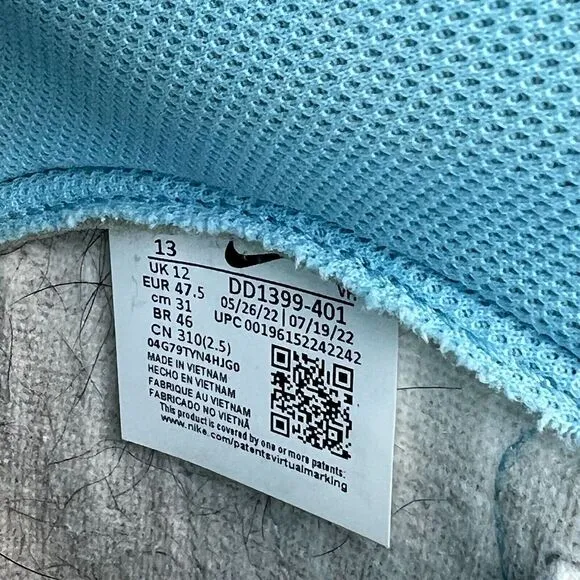 13
UK 12
EUR 47.5
cm 31
BR 46
CN 310(2.5)
04G79TYN4HJG0
DD1399-401
05/26/22 | 07/19/22
UPC 00196152242242
MADE IN VIETNAM
HECHO EN VIETNAM
FABRIQUE AU VIETNAM
FABRICADO NO VIETNÃ
This product is covered by one or more patents:
www.nike.com/patentsvirtualmarking